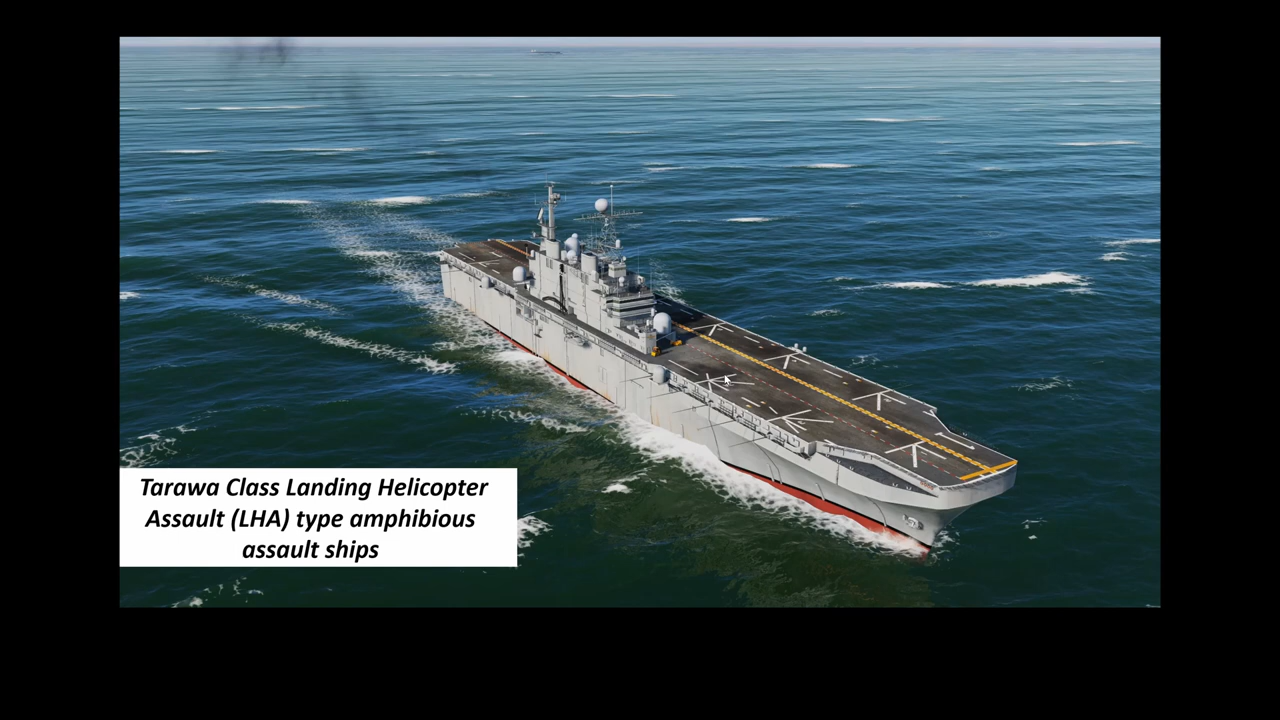 Tarawa Class Landing Helicopter
Assault (LHA) type amphibious
assault ships